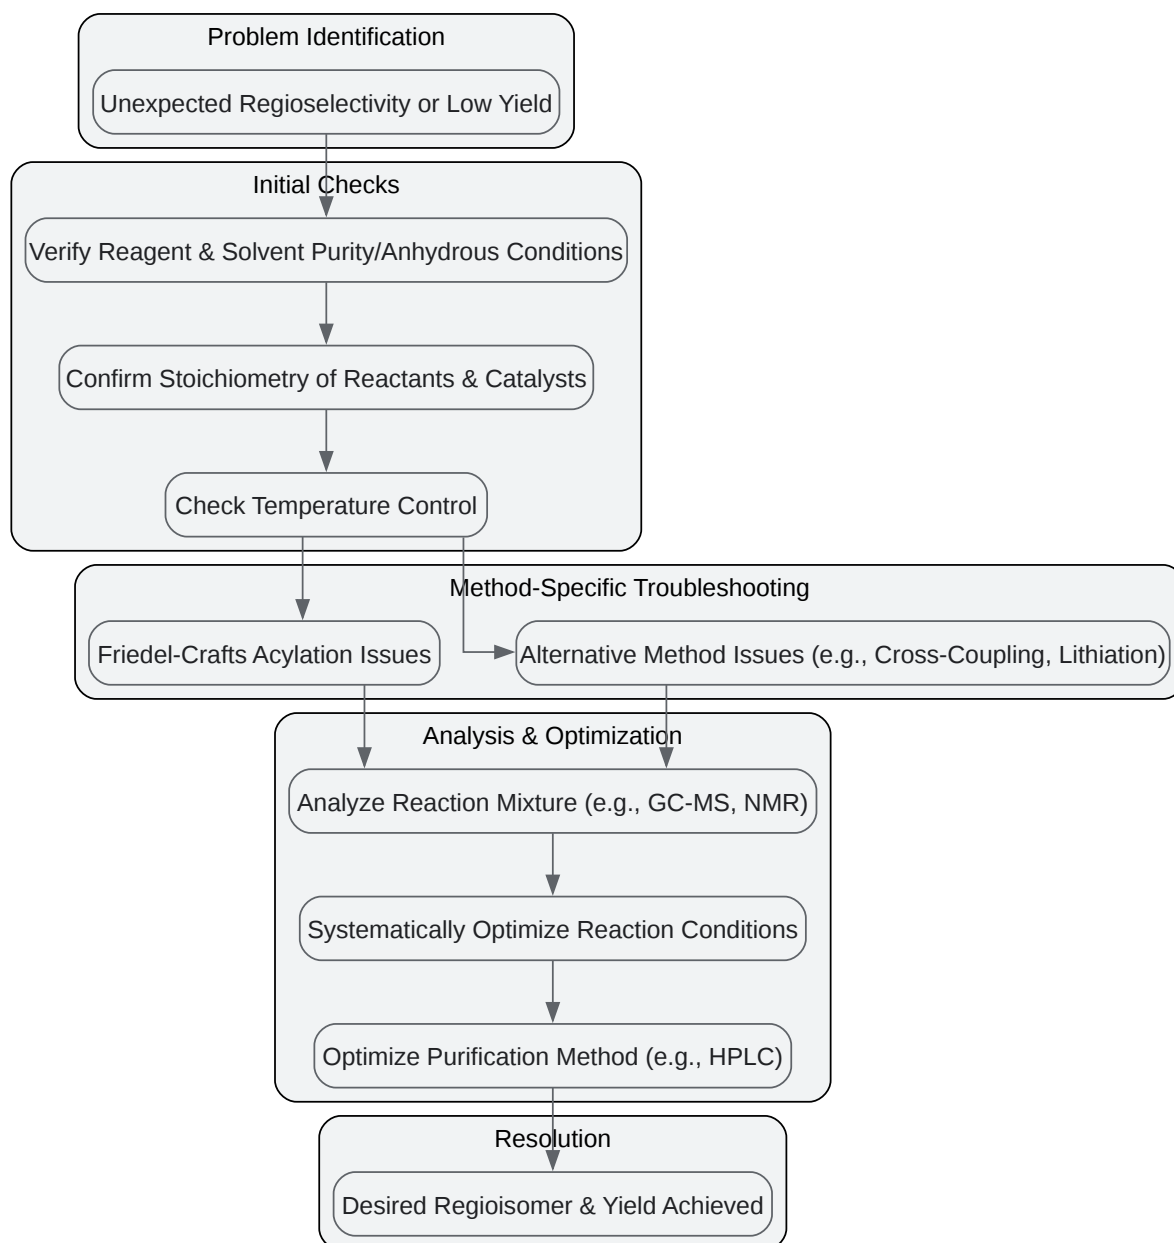 Problem Identification
Unexpected Regioselectivity or Low Yield
Initial Checks
Verify Reagent & Solvent Purity/Anhydrous Conditions
Confirm Stoichiometry of Reactants & Catalysts
Check Temperature Control
Method-Specific Troubleshooting
Friedel-Crafts Acylation Issues
Alternative Method Issues (e.g., Cross-Coupling, Lithiation)
Analysis & Optimization
Analyze Reaction Mixture (e.g., GC-MS, NMR)
Systematically Optimize Reaction Conditions
Optimize Purification Method (e.g., HPLC)
Resolution
Desired Regioisomer & Yield Achieved